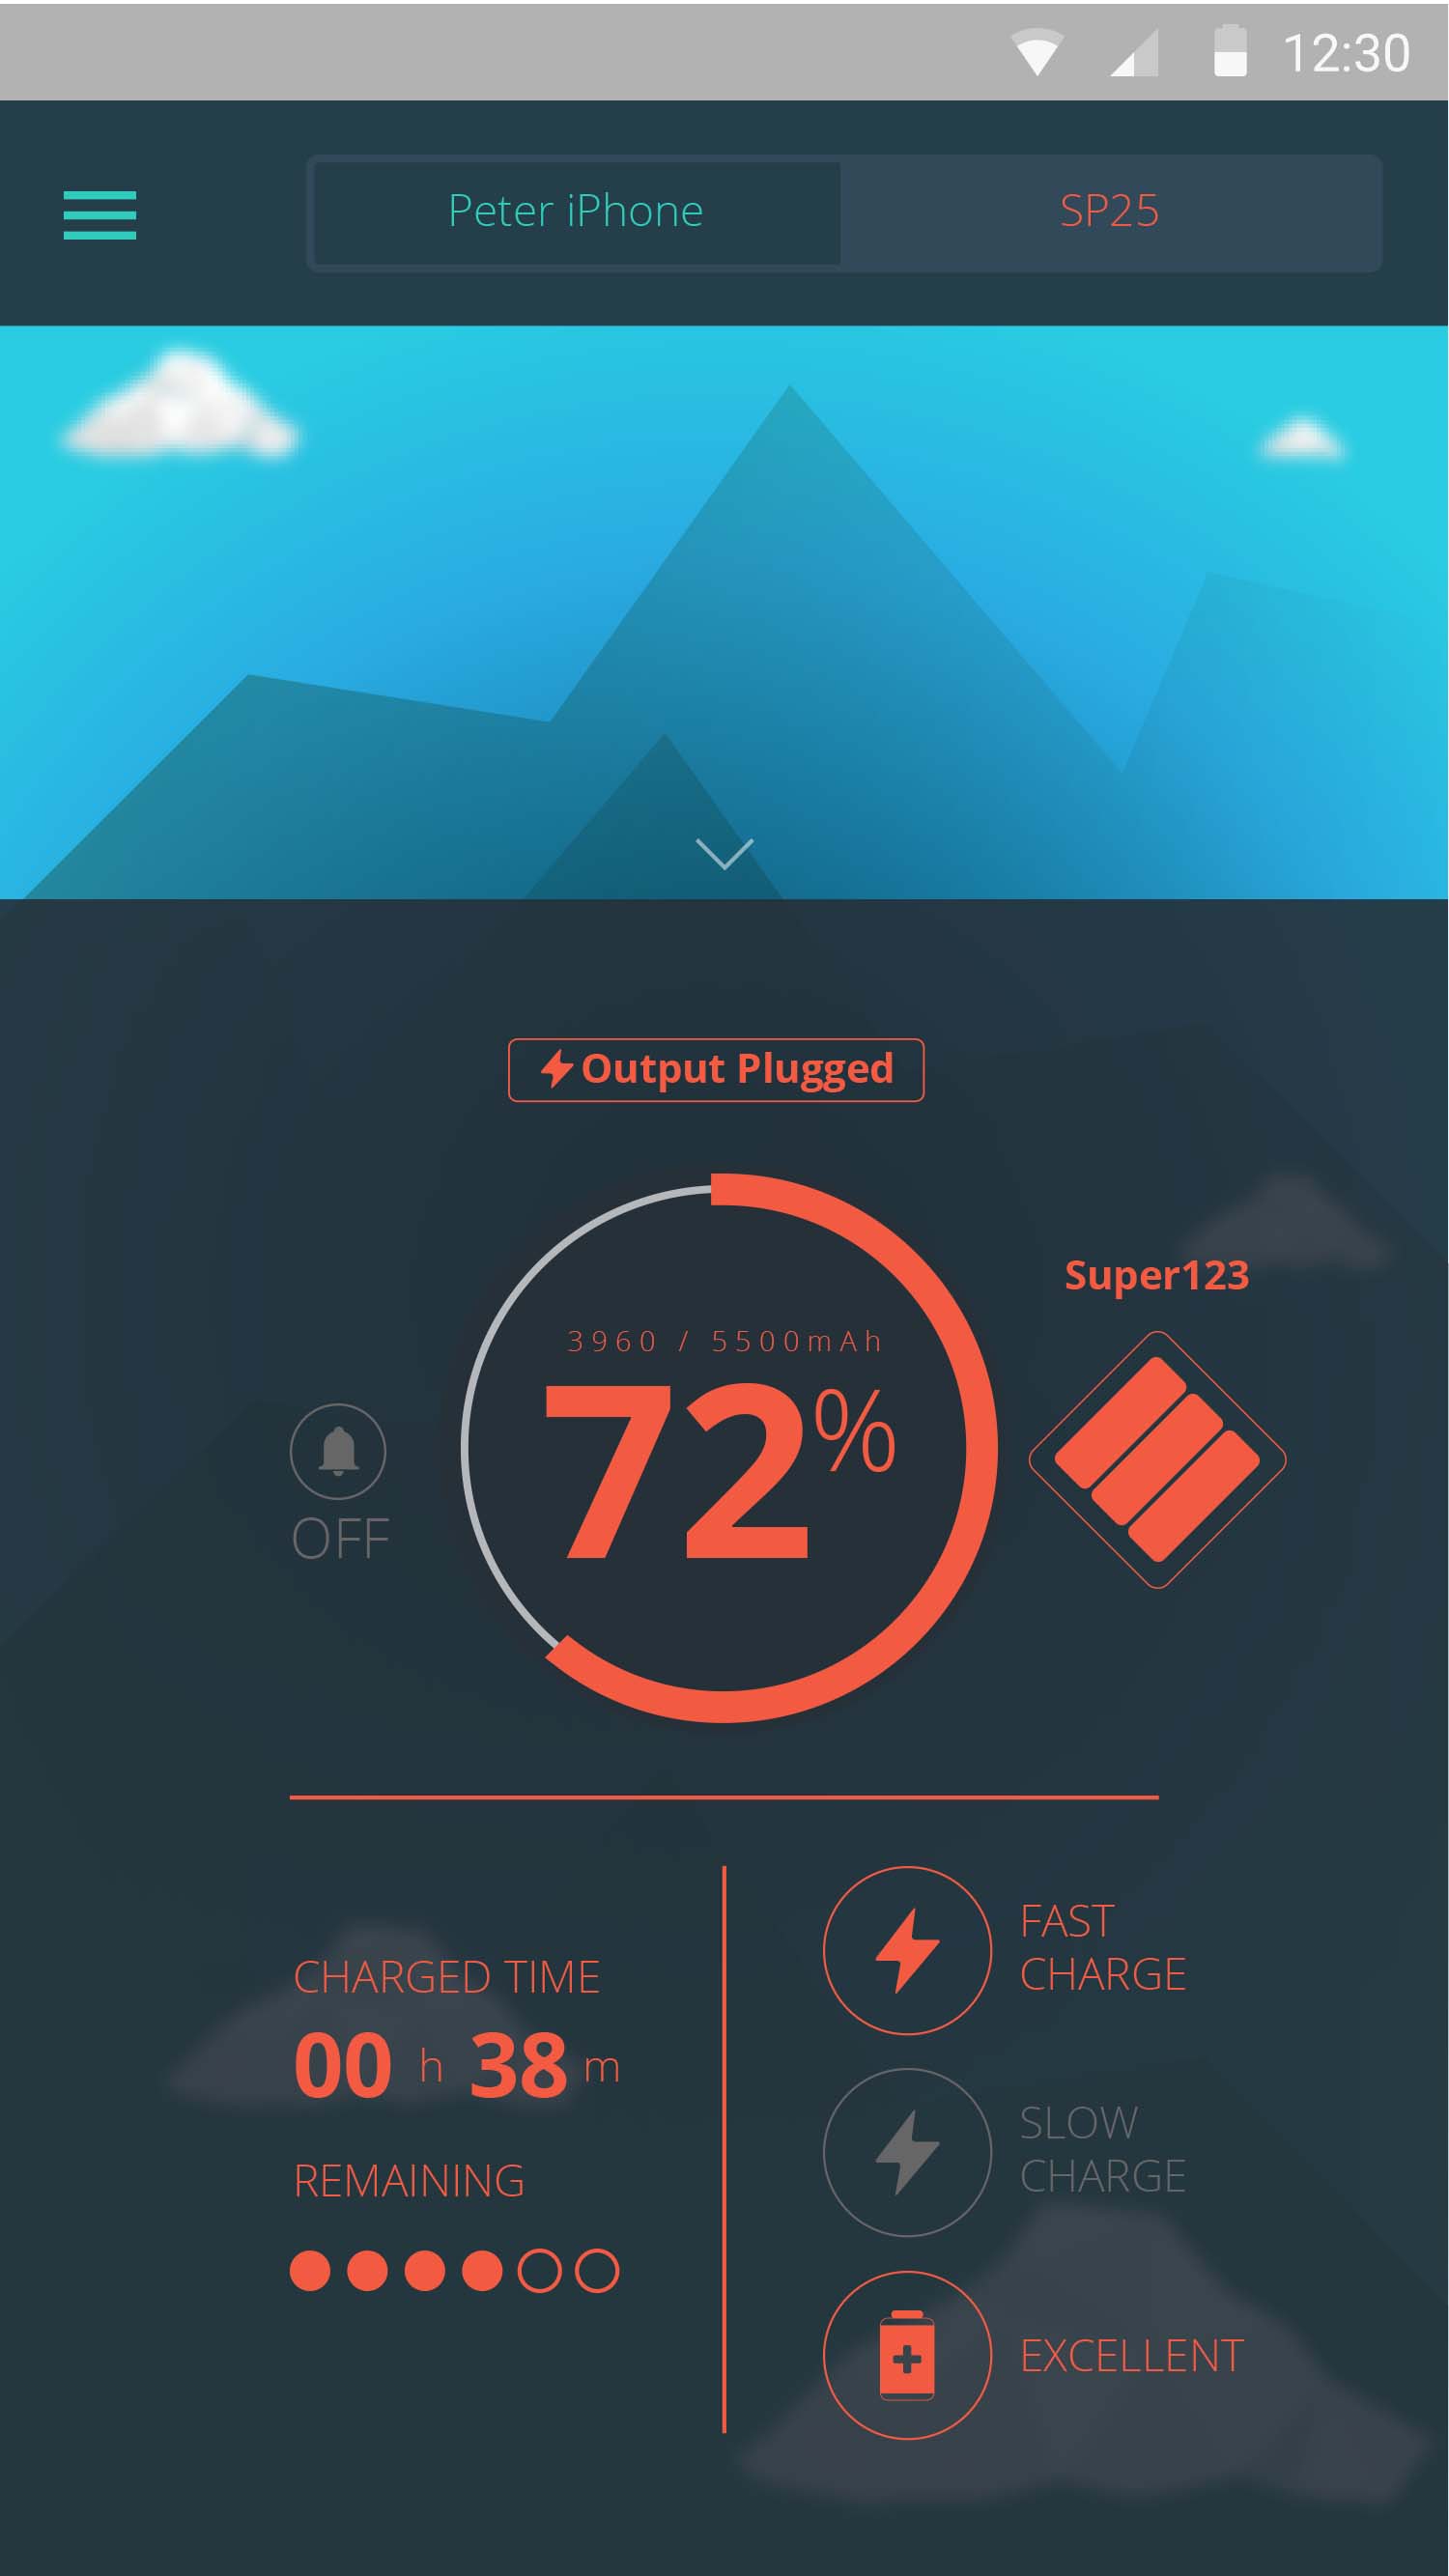 12:30
Peter iPhone
SP25
Output Plugged
Super123
3960 / 5500mAh
72%
OFF
CHARGED TIME
00 h 38 m
REMAINING
FAST
CHARGE
SLOW
CHARGE
EXCELLENT